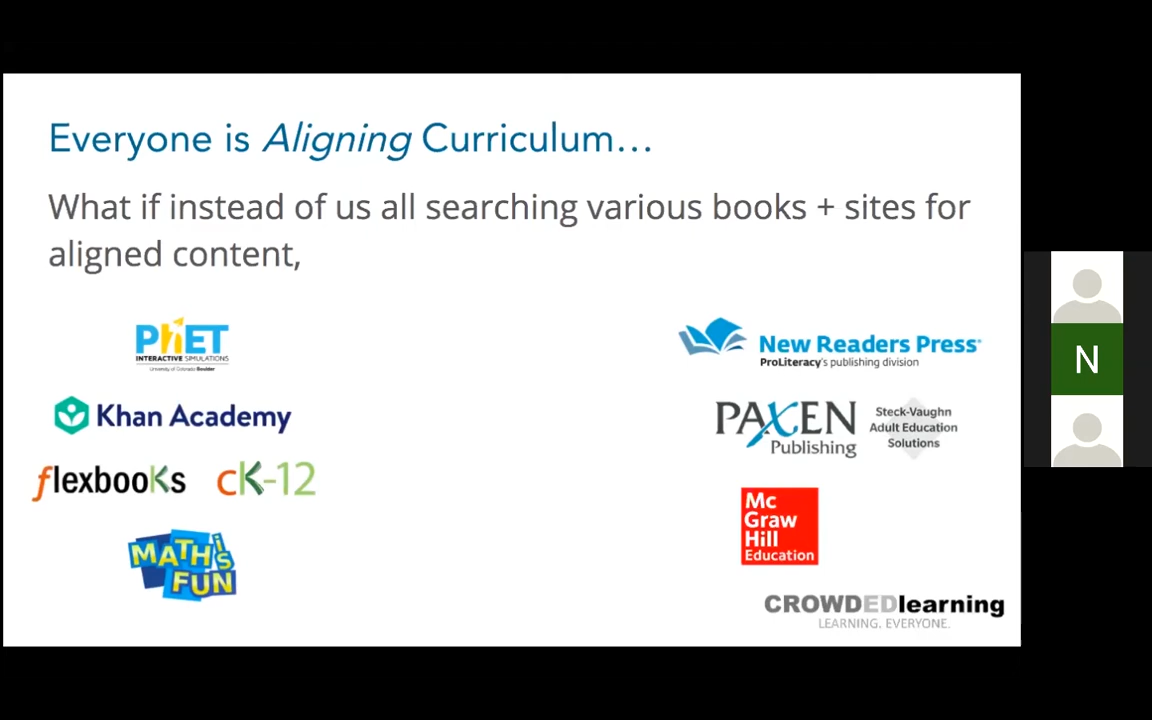 Everyone is Aligning Curriculum...
What if instead of us all searching various books + sites for
aligned content,
PhET
INTERACTIVE SIMULATIONS
University of Colorado Boulder
Khan Academy
flexbooks cK-12
MATH iS FUN
New Readers Press
ProLiteracy's publishing division
PAXEN
Publishing
Steck-Vaughn
Adult Education
Solutions
Mc
Graw
Hill
Education
CROWDEDlearning
LEARNING. EVERYONE.
N